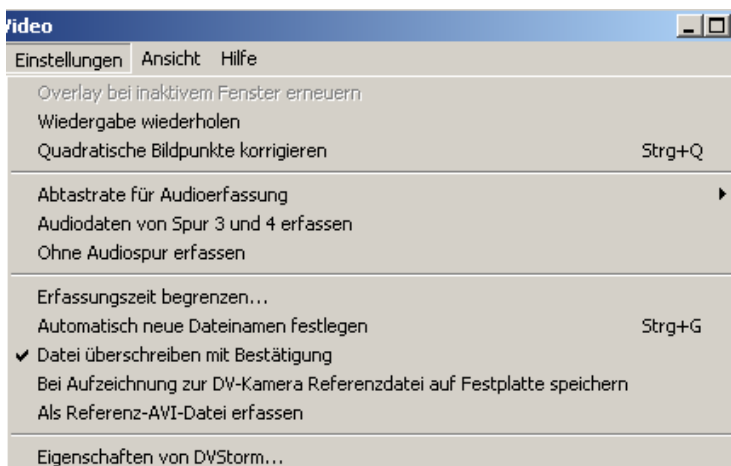 Video
Einstellungen Ansicht Hilfe
Overlay bei inaktivem Fenster erneuern
Wiedergabe wiederholen
Quadratische Bildpunkte korrigieren Strg+Q
Abtastrate für Audioerfassung
Audiodaten von Spur 3 und 4 erfassen
Ohne Audiospur erfassen
Erfassungszeit begrenzen...
Automatisch neue Dateinamen festlegen Strg+G
Datei überschreiben mit Bestätigung
Bei Aufzeichnung zur DV-Kamera Referenzdatei auf Festplatte speichern
Als Referenz-AVI-Datei erfassen
Eigenschaften von DVStorm...